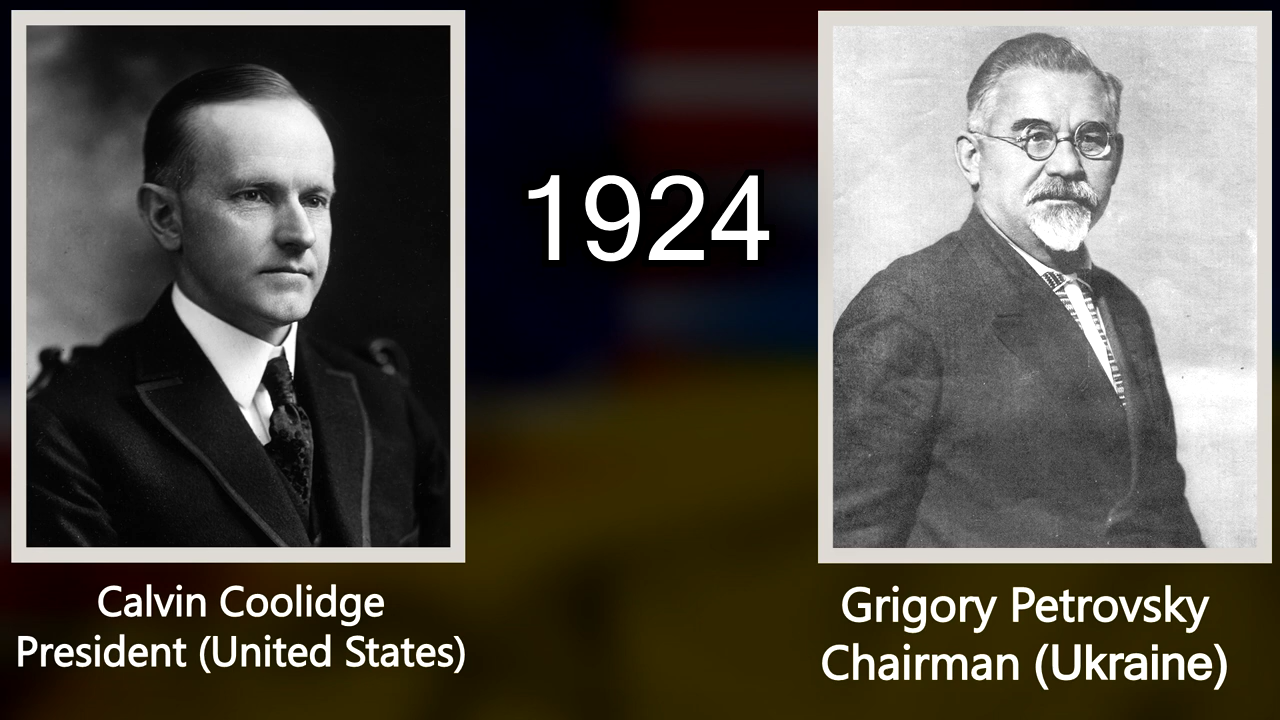 1924
Calvin Coolidge
President (United States)
Grigory Petrovsky
Chairman (Ukraine)